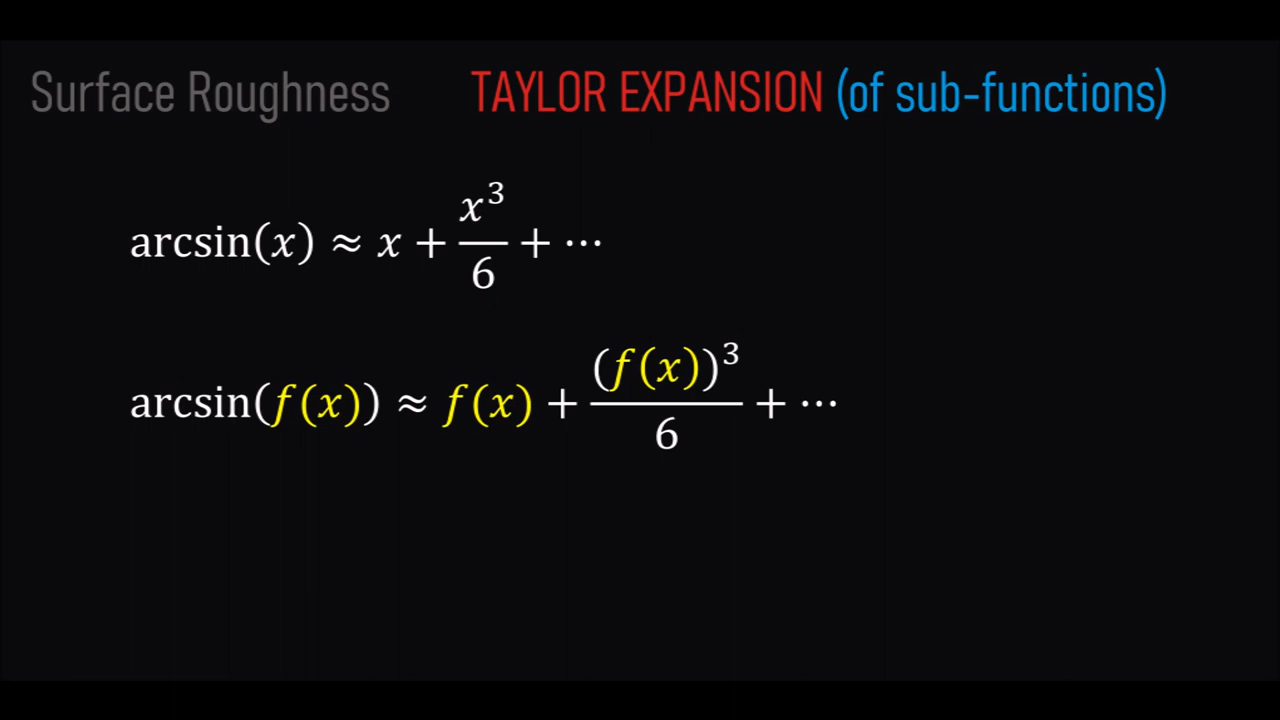 Surface Roughness TAYLOR EXPANSION (of sub-functions)
arcsin(x) ≈ x + x³/6 + ⋯
arcsin(f(x)) ≈ f(x) + (f(x))³/6 + ⋯